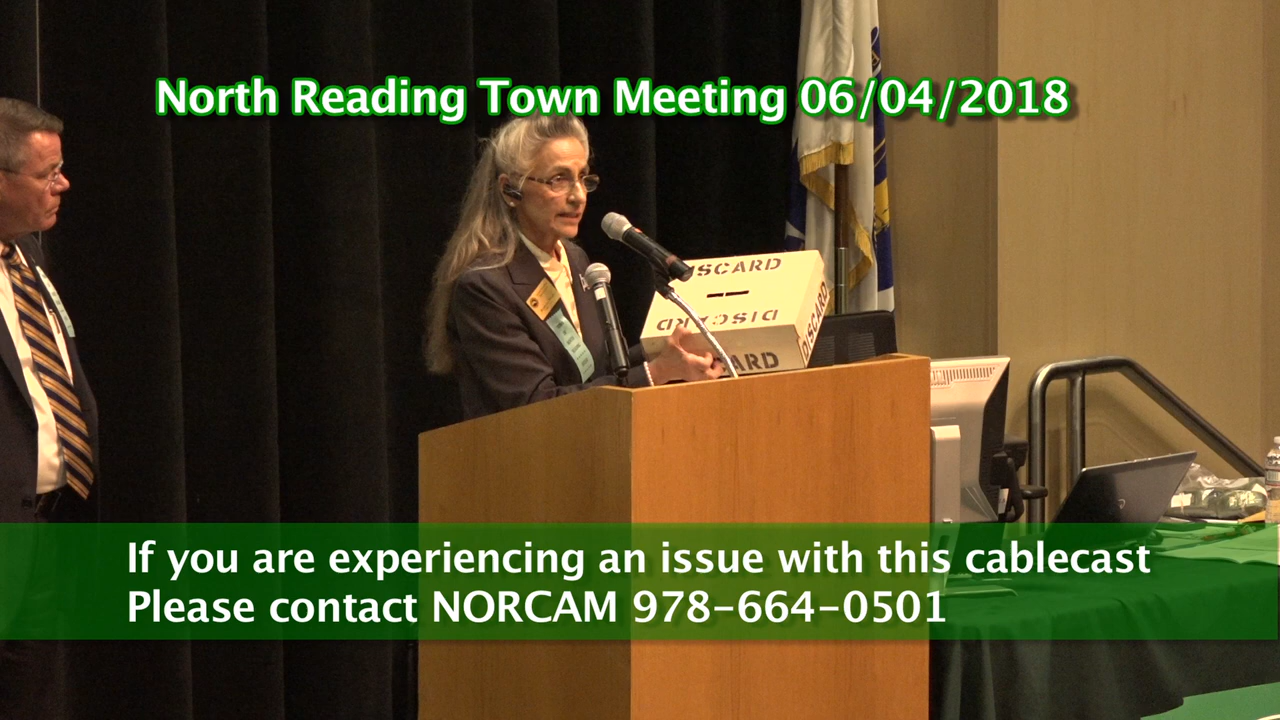 North Reading Town Meeting 06/04/2018
DISCARD
DISCARD
DISCARD
If you are experiencing an issue with this cablecast
Please contact NORCAM 978-664-0501